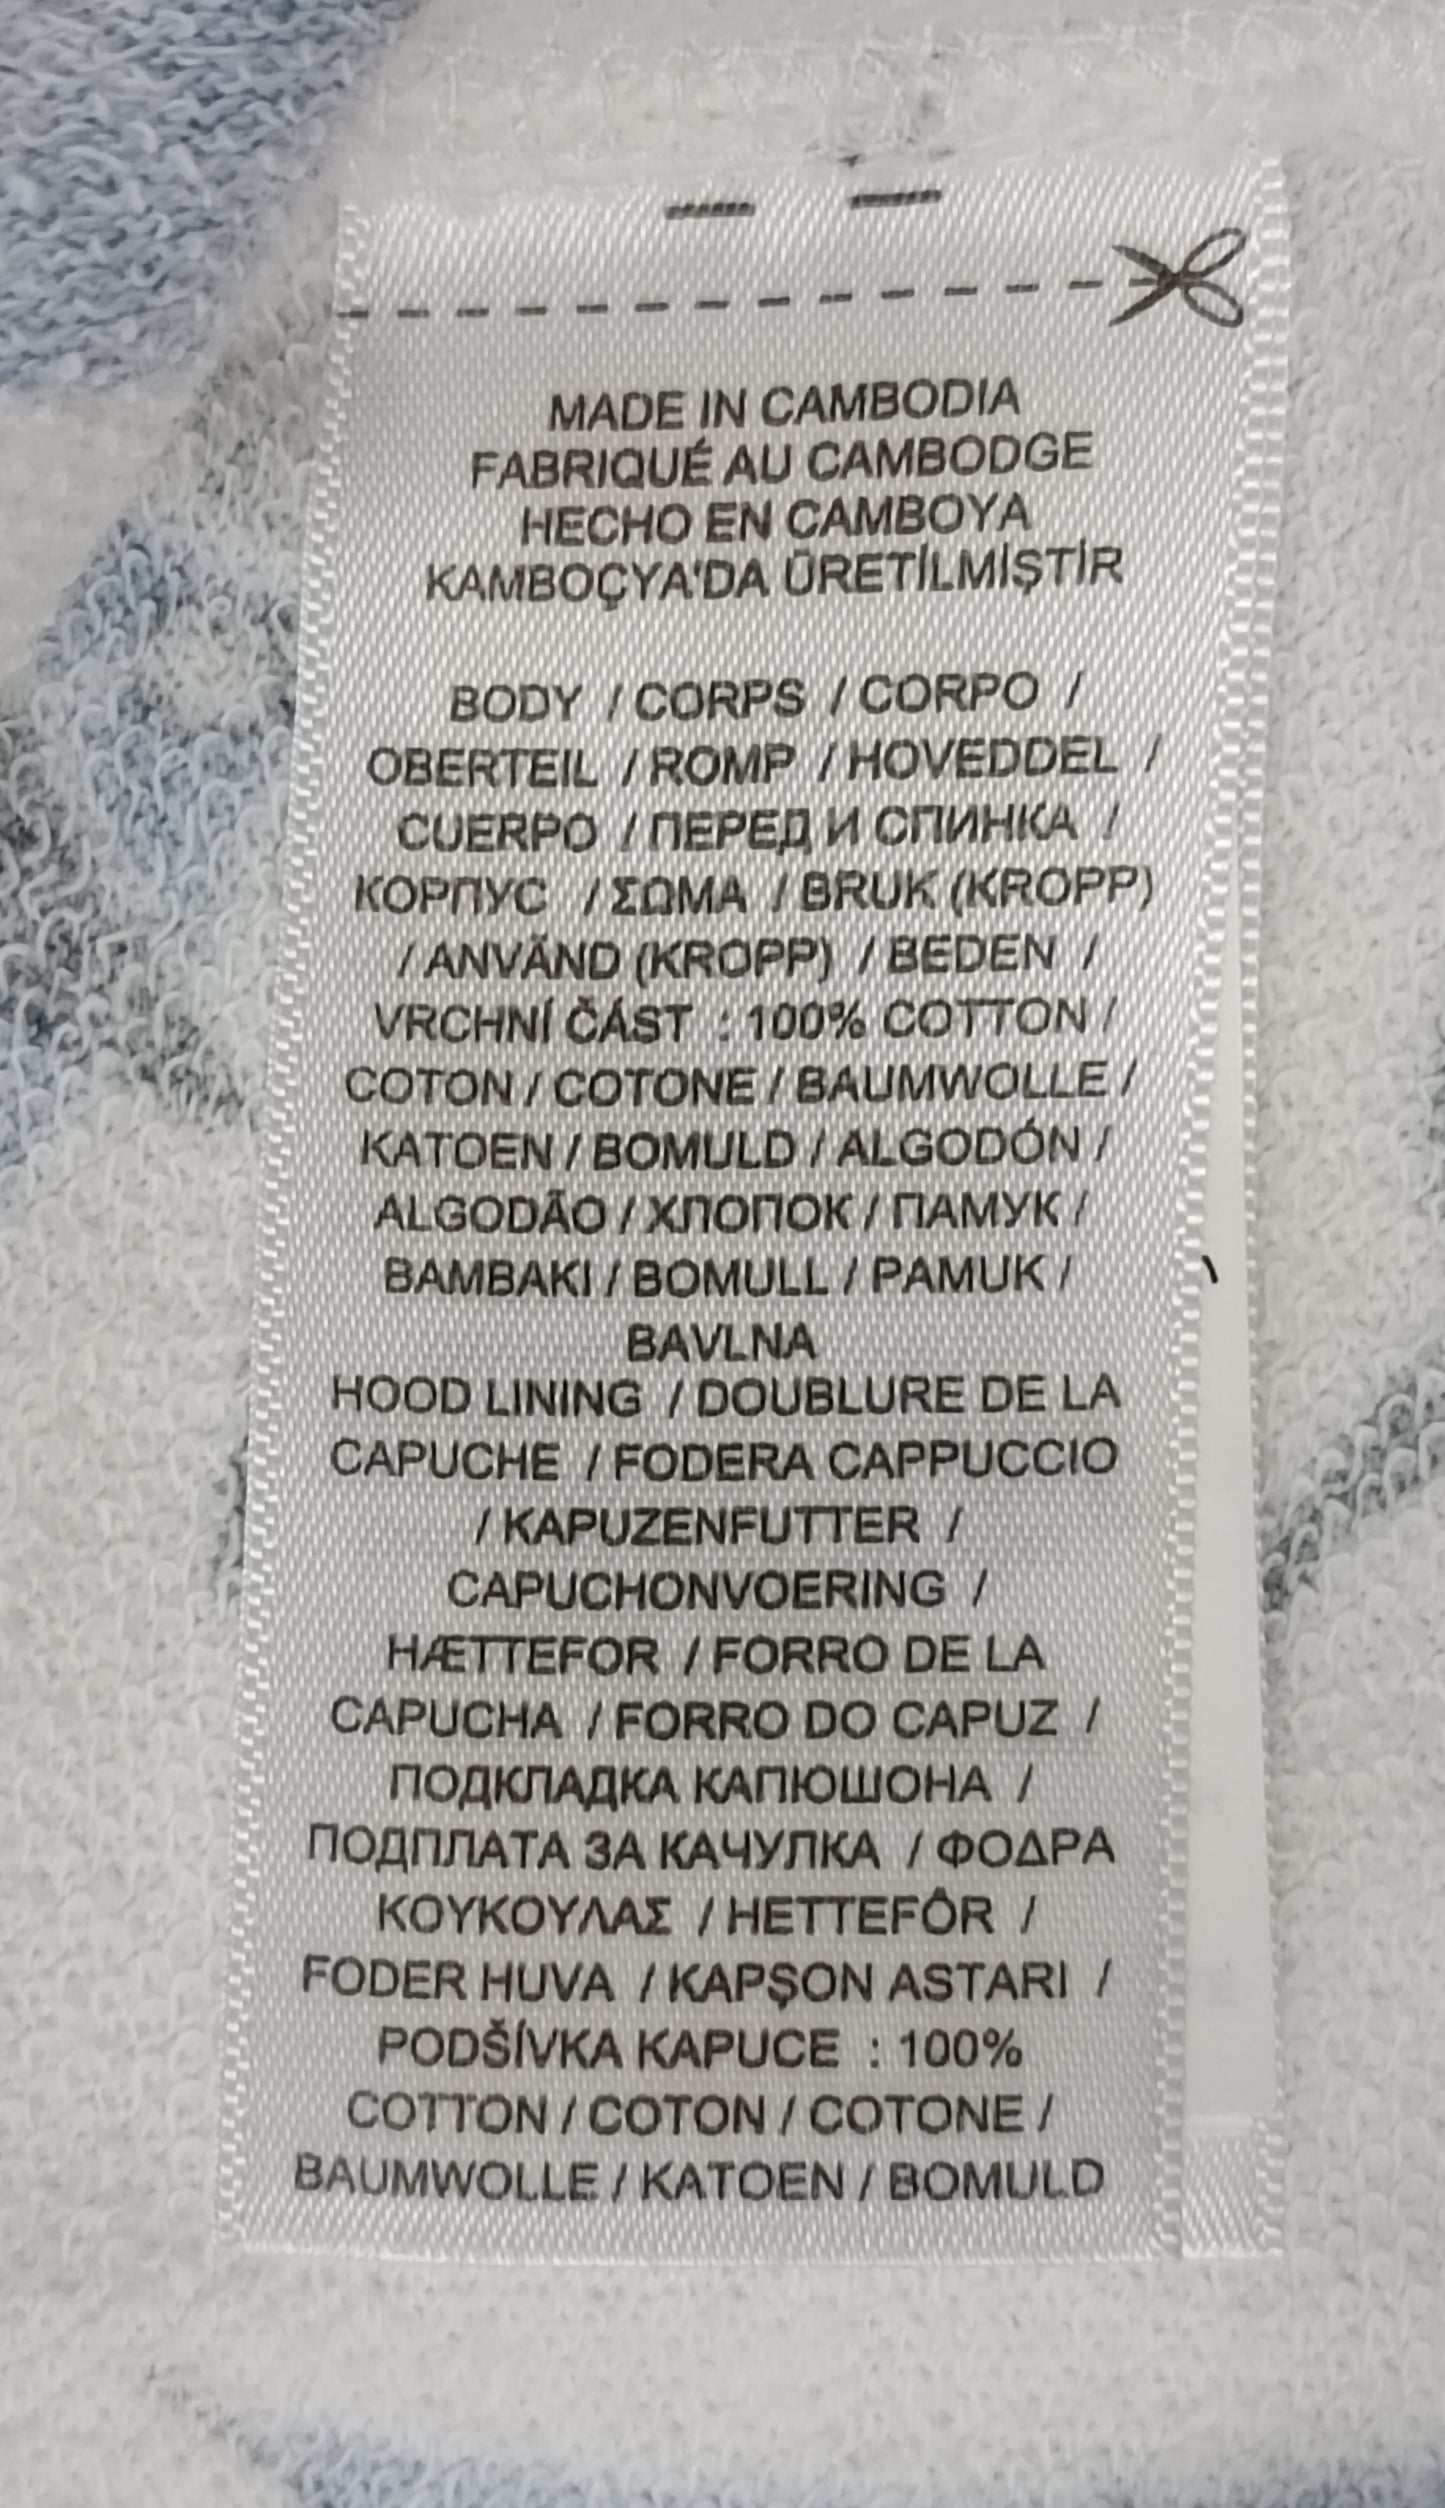 MADE IN CAMBODIA
FABRIQUÉ AU CAMBODGE
HECHO EN CAMBOYA
KAMBOÇYA'DA ÜRETİLMİŞTİR
BODY / CORPS / CORPO /
OBERTEIL / ROMP / HOVEDDEL /
CUERPO / ПЕРЕД И СПИНКА /
КОРПУС / ΣΩΜΑ / BRUK (KROPP)
/ ANVÄND (KROPP) / BEDEN /
VRCHNÍ ČÁST : 100% COTTON /
COTON / COTONE / BAUMWOLLE /
KATOEN / BOMULD / ALGODÓN /
ALGODÃO / ХЛОПОК / ПАМУК /
BAMBAKI / BOMULL / PAMUK /
BAVLNA
HOOD LINING / DOUBLURE DE LA
CAPUCHE / FODERA CAPPUCCIO
/ KAPUZENFUTTER /
CAPUCHONVOERING /
HÆTTEFOR / FORRO DE LA
CAPUCHA / FORRO DO CAPUZ /
ПОДКЛАДКА КАПЮШОНА /
ПОДПЛАТА ЗА КАЧУЛКА / ΦΟΔΡΑ
ΚΟΥΚΟΥΛΑΣ / HETTEFÔR /
FODER HUVA / KAPŞON ASTARI /
PODŠÍVKA KAPUCE : 100%
COTTON / COTON / COTONE /
BAUMWOLLE / KATOEN / BOMULD